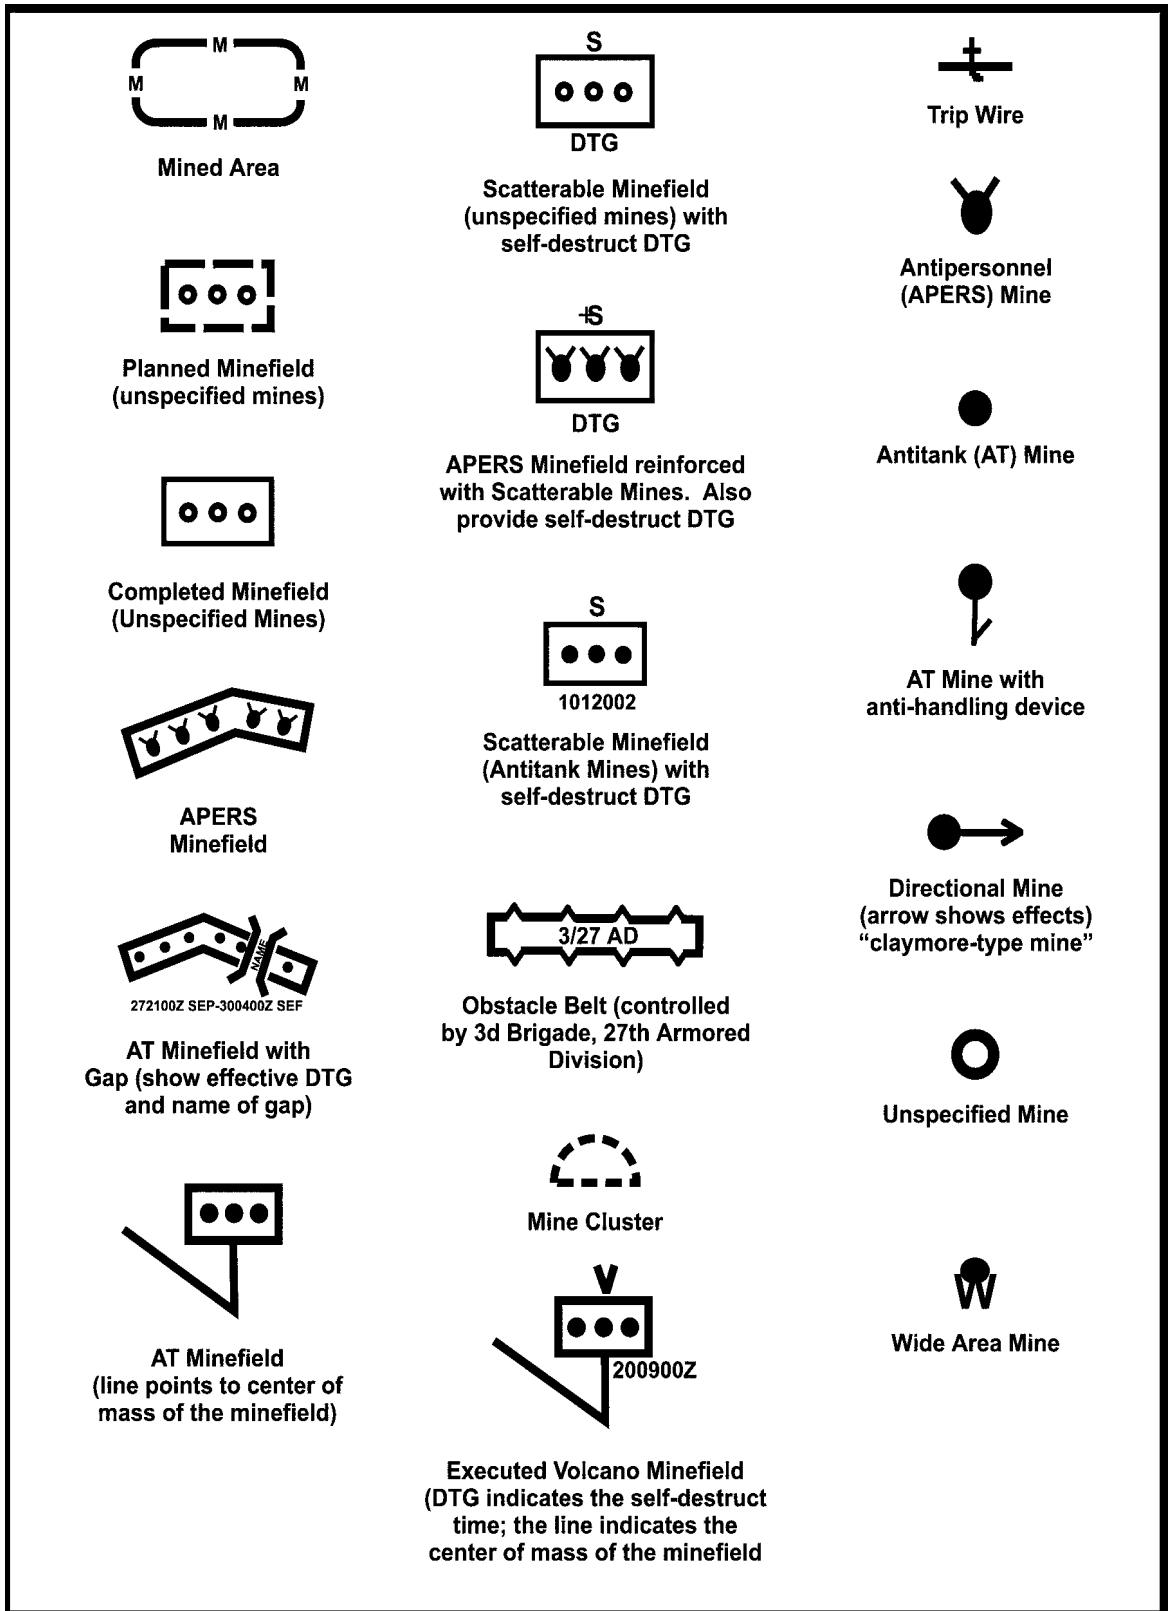 M
M
M
M
Mined Area
Planned Minefield
(unspecified mines)
Completed Minefield
(Unspecified Mines)
APERS
Minefield
NAME
272100Z SEP-300400Z SEF
AT Minefield with
Gap (show effective DTG
and name of gap)
AT Minefield
(line points to center of
mass of the minefield)
S
DTG
Scatterable Minefield
(unspecified mines) with
self-destruct DTG
+S
DTG
APERS Minefield reinforced
with Scatterable Mines. Also
provide self-destruct DTG
S
1012002
Scatterable Minefield
(Antitank Mines) with
self-destruct DTG
3/27 AD
Obstacle Belt (controlled
by 3d Brigade, 27th Armored
Division)
Mine Cluster
V
200900Z
Executed Volcano Minefield
(DTG indicates the self-destruct
time; the line indicates the
center of mass of the minefield
Trip Wire
Antipersonnel
(APERS) Mine
Antitank (AT) Mine
AT Mine with
anti-handling device
Directional Mine
(arrow shows effects)
“claymore-type mine”
Unspecified Mine
W
Wide Area Mine